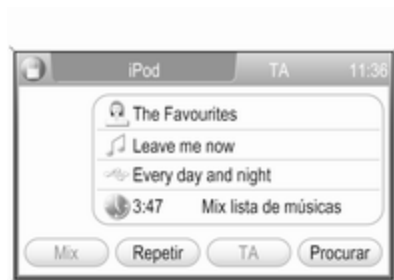 iPod TA 11:36
The Favourites
Leave me now
Every day and night
3:47 Mix lista de músicas
Mix Repetir TA Procurar